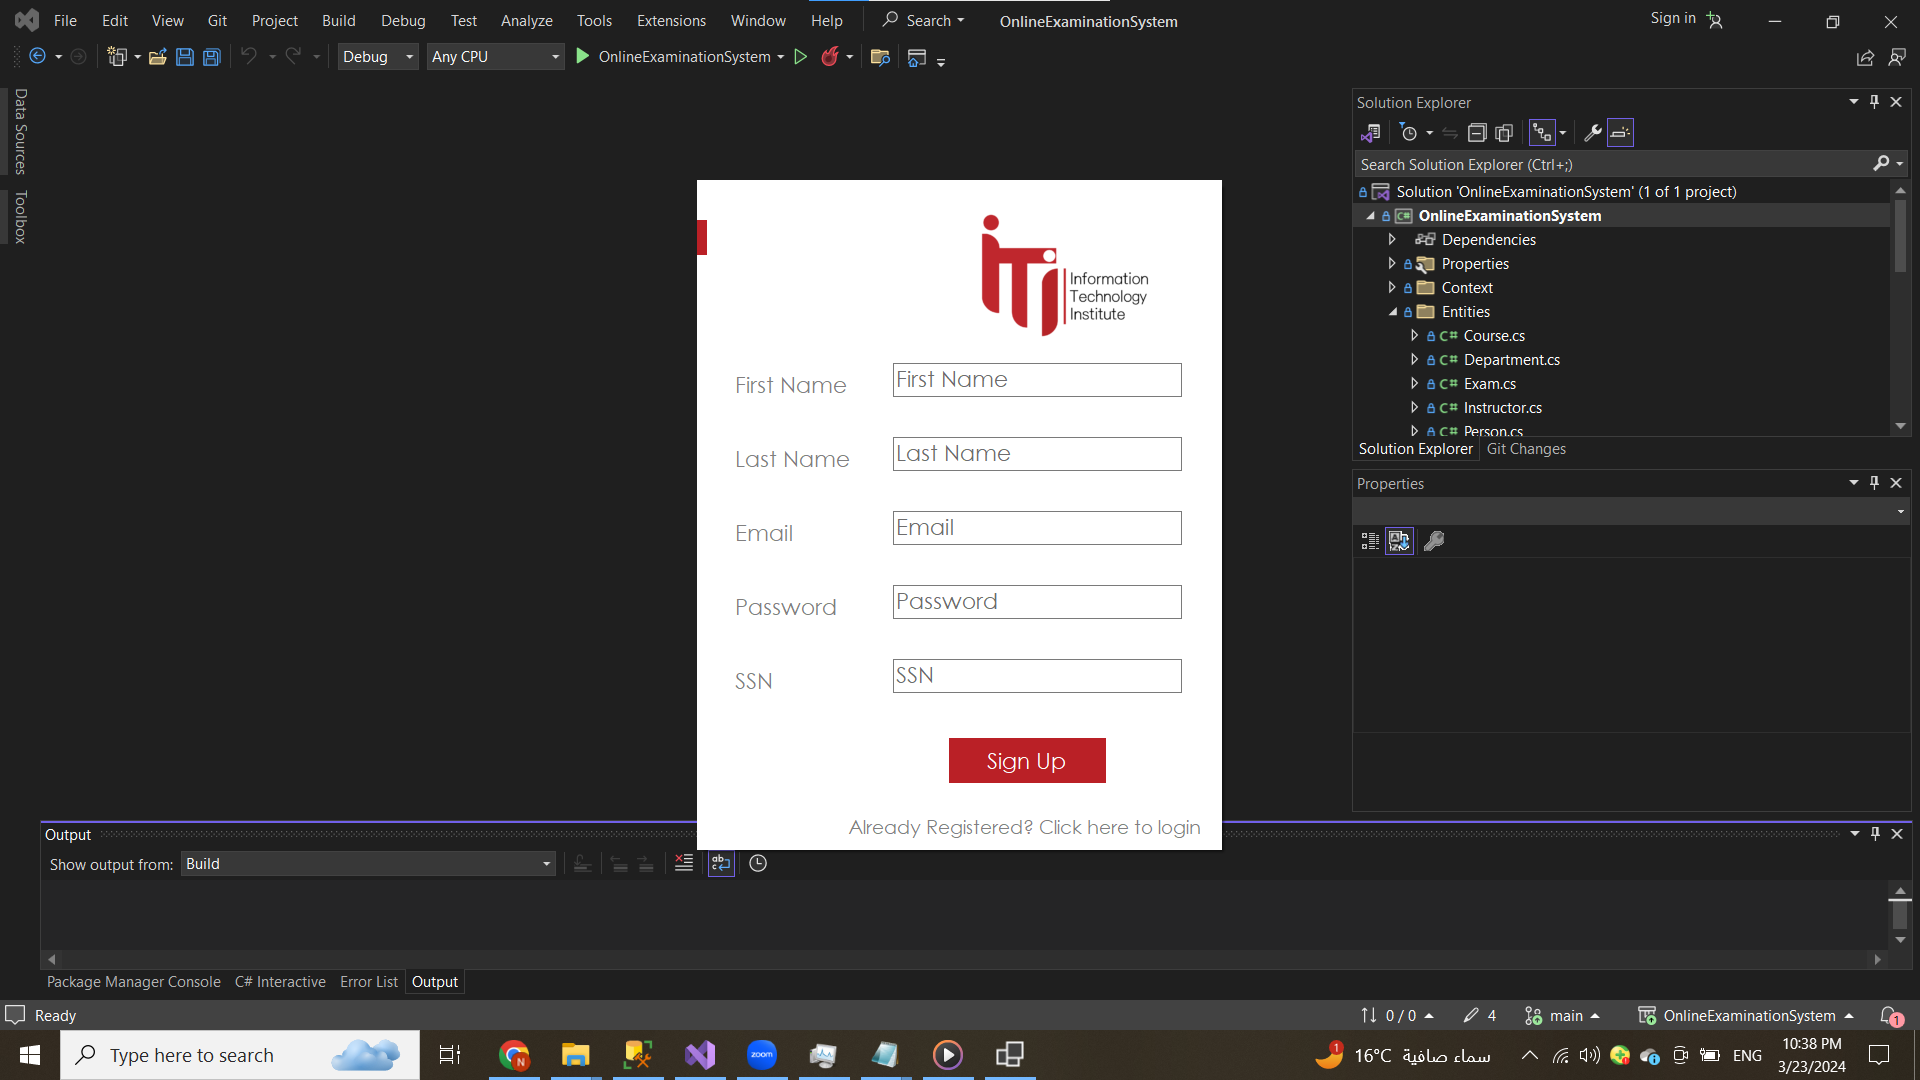 File Edit View Git Project Build Debug Test Analyze Tools Extensions Window Help Search OnlineExaminationSystem Sign in
Debug Any CPU OnlineExaminationSystem
Data Sources
Toolbox
Solution Explorer
Search Solution Explorer (Ctrl+;)
Solution 'OnlineExaminationSystem' (1 of 1 project)
C# OnlineExaminationSystem
Dependencies
Properties
Context
Entities
C# Course.cs
C# Department.cs
C# Exam.cs
C# Instructor.cs
C# Person.cs
Solution Explorer Git Changes
Properties
iTi
Information
Technology
Institute
First Name First Name
Last Name Last Name
Email Email
Password Password
SSN SSN
Sign Up
Already Registered? Click here to login
Output
Show output from: Build
Package Manager Console C# Interactive Error List Output
Ready 0 / 0 4 main OnlineExaminationSystem 1
Type here to search N zoom 1 16°C سماء صافية ENG 10:38 PM
3/23/2024